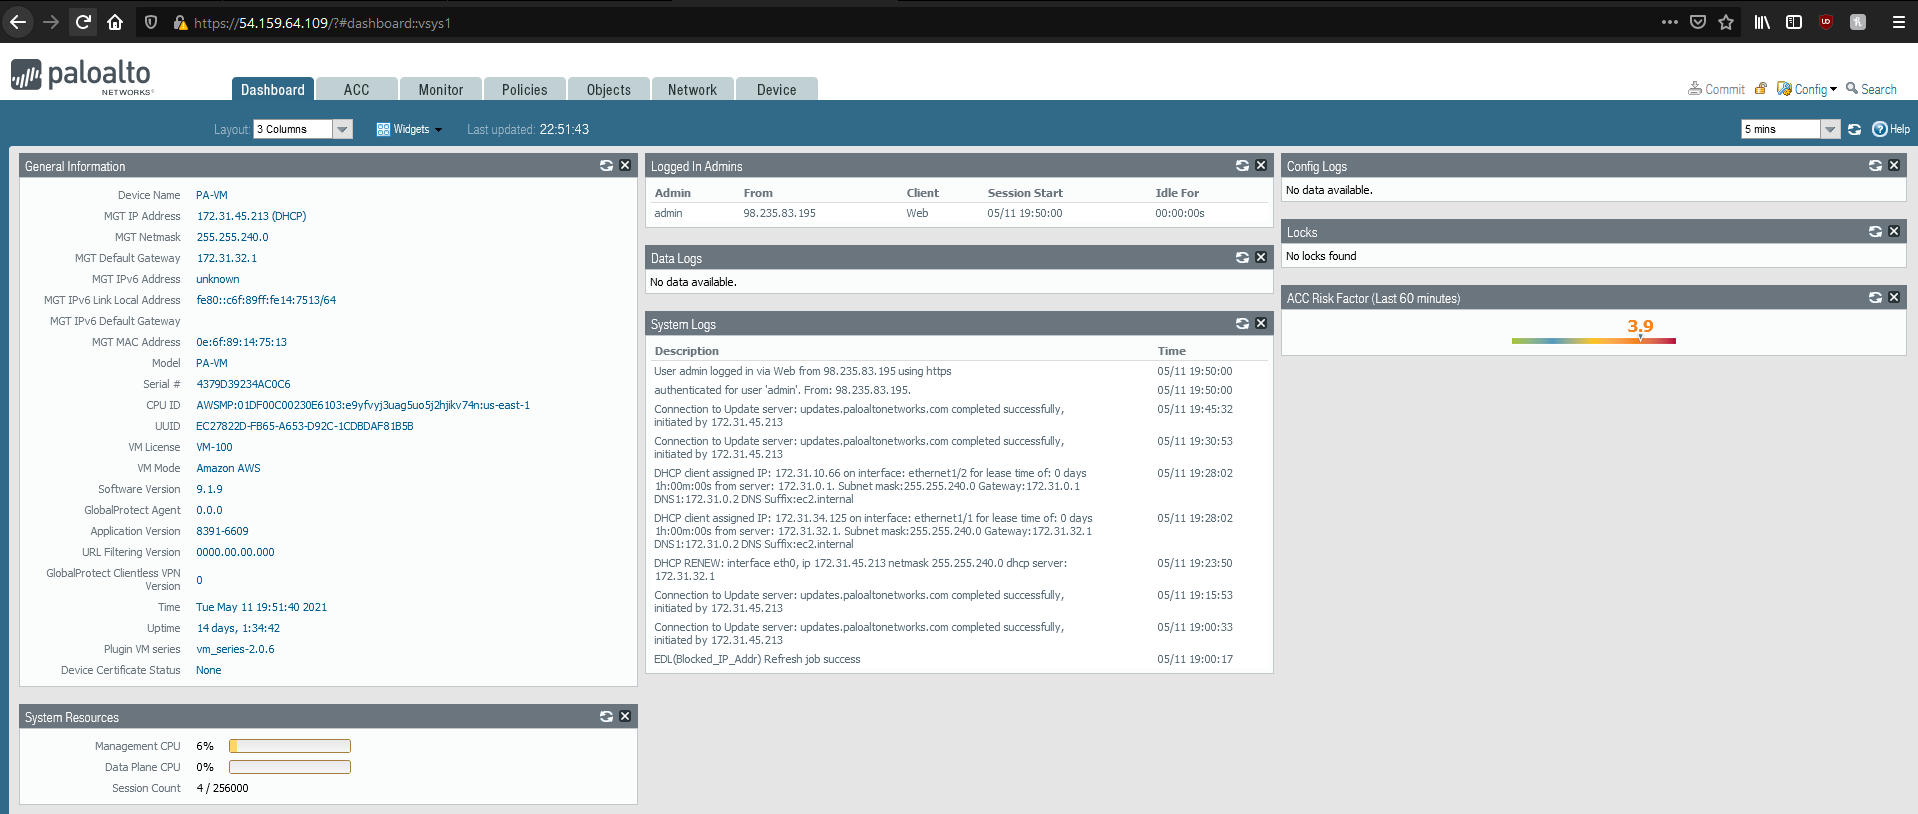 https://54.159.64.109/?#dashboard::vsys1
paloalto
NETWORKS®
Dashboard
ACC
Monitor
Policies
Objects
Network
Device
Commit
Config
Search
Layout: 3 Columns
Widgets
Last updated: 22:51:43
5 mins
Help
General Information
Device Name PA-VM
MGT IP Address 172.31.45.213 (DHCP)
MGT Netmask 255.255.240.0
MGT Default Gateway 172.31.32.1
MGT IPv6 Address unknown
MGT IPv6 Link Local Address fe80::c6f:89ff:fe14:7513/64
MGT IPv6 Default Gateway
MGT MAC Address 0e:6f:89:14:75:13
Model PA-VM
Serial # 4379D39234AC0C6
CPU ID AWSMP:01DF00C00230E6103:e9yfvyj3uag5uo5j2hjikv74n:us-east-1
UUID EC27822D-FB65-A653-D92C-1CDBDAF81B5B
VM License VM-100
VM Mode Amazon AWS
Software Version 9.1.9
GlobalProtect Agent 0.0.0
Application Version 8391-6609
URL Filtering Version 0000.00.00.000
GlobalProtect Clientless VPN
Version 0
Time Tue May 11 19:51:40 2021
Uptime 14 days, 1:34:42
Plugin VM series vm_series-2.0.6
Device Certificate Status None
System Resources
Management CPU 6%
Data Plane CPU 0%
Session Count 4 / 256000
Logged In Admins
Admin From Client Session Start Idle For
admin 98.235.83.195 Web 05/11 19:50:00 00:00:00s
Data Logs
No data available.
System Logs
Description Time
User admin logged in via Web from 98.235.83.195 using https 05/11 19:50:00
authenticated for user 'admin'. From: 98.235.83.195. 05/11 19:50:00
Connection to Update server: updates.paloaltonetworks.com completed successfully, 05/11 19:45:32
initiated by 172.31.45.213
Connection to Update server: updates.paloaltonetworks.com completed successfully, 05/11 19:30:53
initiated by 172.31.45.213
DHCP client assigned IP: 172.31.10.66 on interface: ethernet1/2 for lease time of: 0 days 05/11 19:28:02
1h:00m:00s from server: 172.31.0.1. Subnet mask:255.255.240.0 Gateway:172.31.0.1
DNS1:172.31.0.2 DNS Suffix:ec2.internal
DHCP client assigned IP: 172.31.34.125 on interface: ethernet1/1 for lease time of: 0 days 05/11 19:28:02
1h:00m:00s from server: 172.31.32.1. Subnet mask:255.255.240.0 Gateway:172.31.32.1
DNS1:172.31.0.2 DNS Suffix:ec2.internal
DHCP RENEW: interface eth0, ip 172.31.45.213 netmask 255.255.240.0 dhcp server: 05/11 19:23:50
172.31.32.1
Connection to Update server: updates.paloaltonetworks.com completed successfully, 05/11 19:15:53
initiated by 172.31.45.213
Connection to Update server: updates.paloaltonetworks.com completed successfully, 05/11 19:00:33
initiated by 172.31.45.213
EDL(Blocked_IP_Addr) Refresh job success 05/11 19:00:17
Config Logs
No data available.
Locks
No locks found
ACC Risk Factor (Last 60 minutes)
3.9